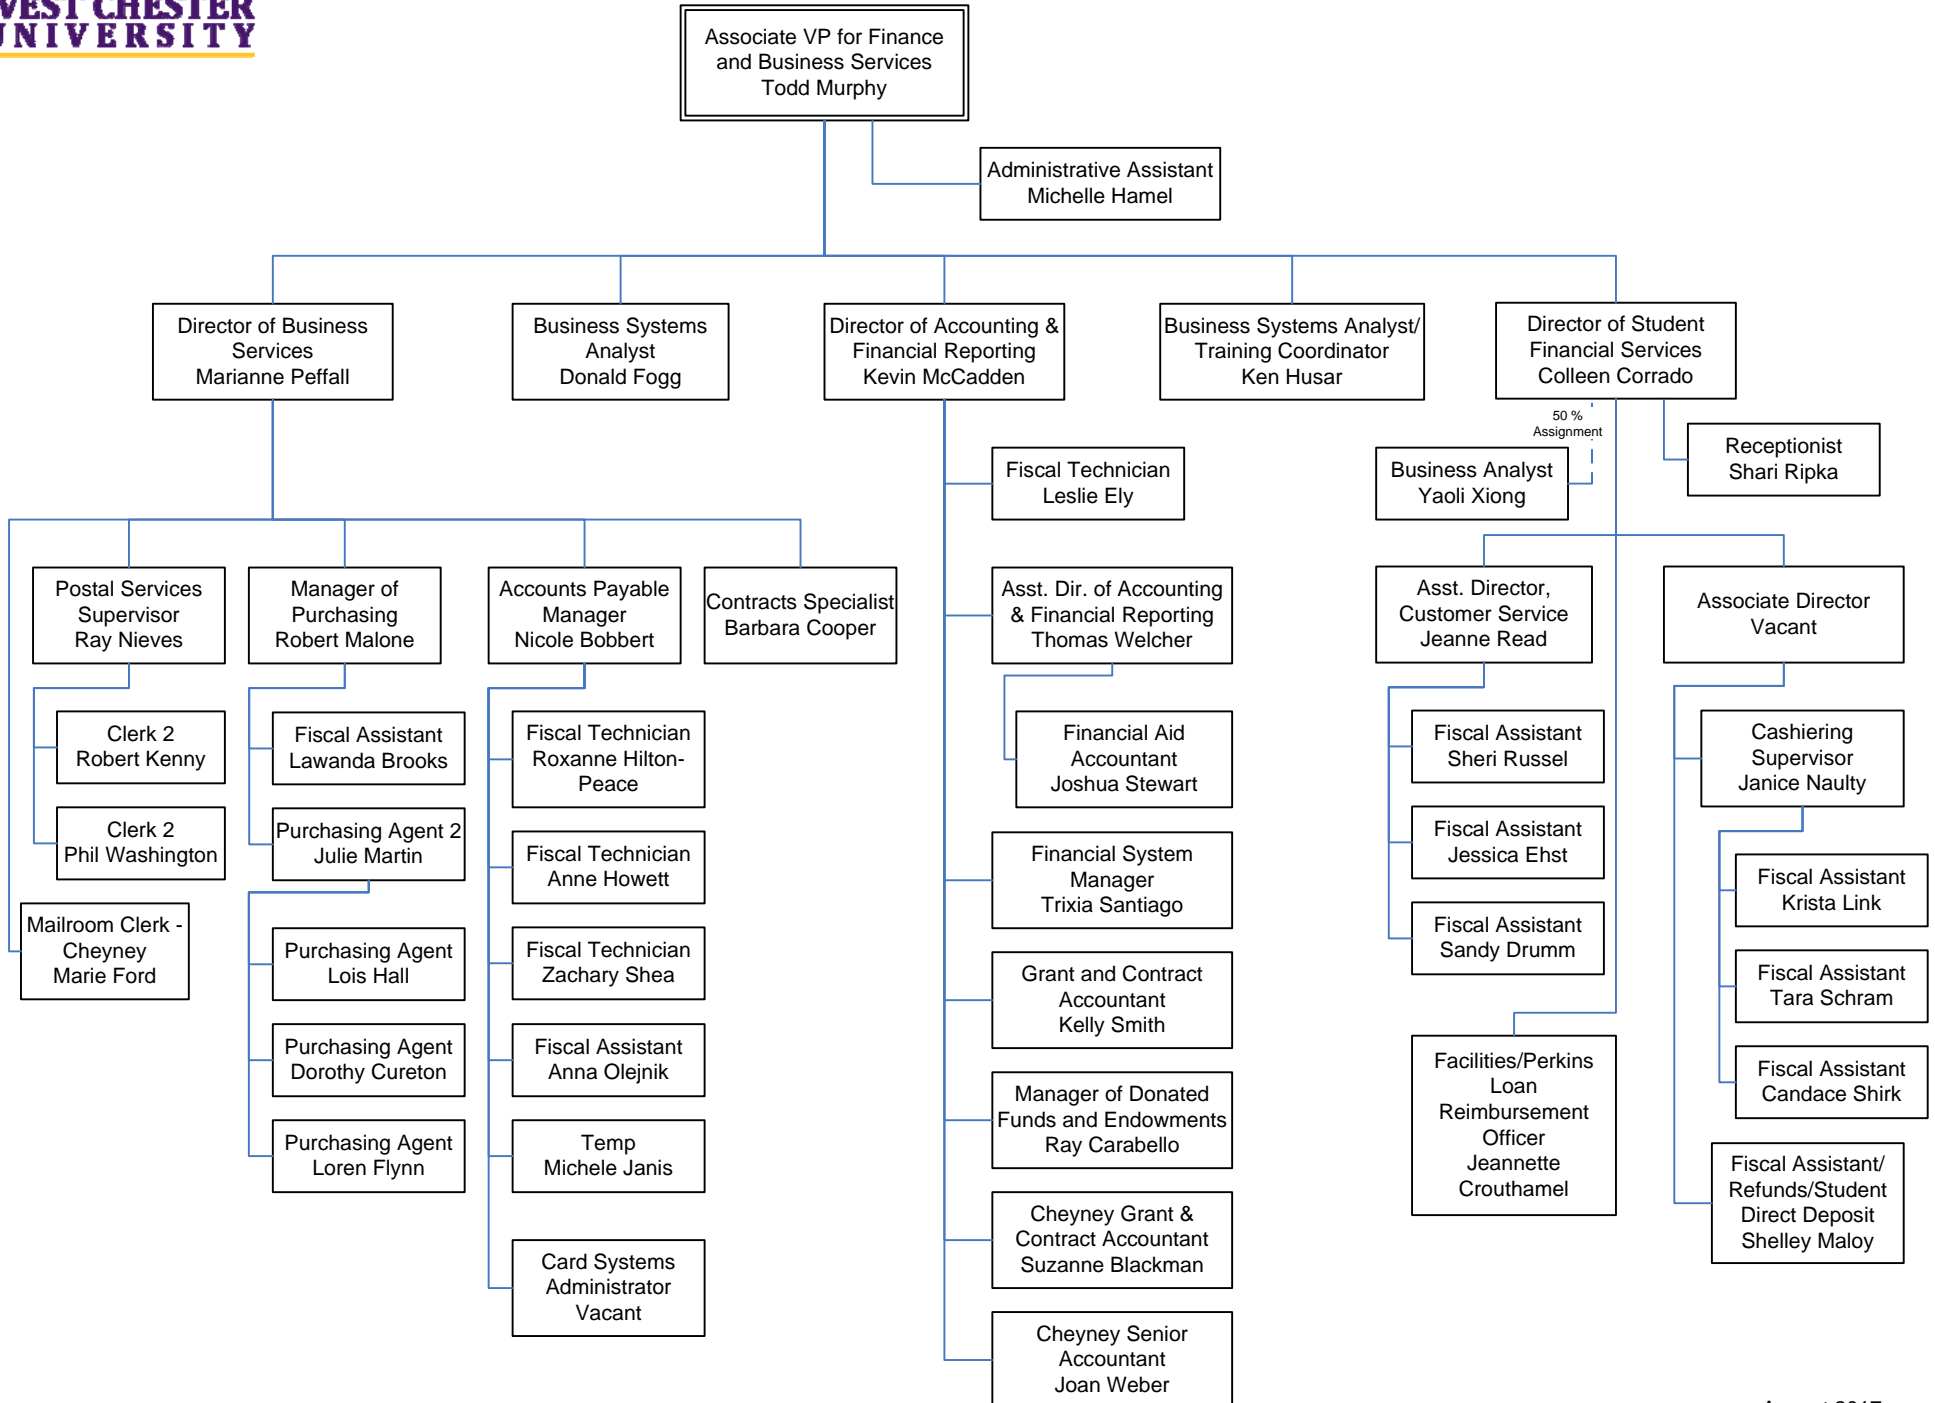 WEST CHESTER
UNIVERSITY
Associate VP for Finance
and Business Services
Todd Murphy
Administrative Assistant
Michelle Hamel
Director of Business
Services
Marianne Peffall
Business Systems
Analyst
Donald Fogg
Director of Accounting &
Financial Reporting
Kevin McCadden
Business Systems Analyst/
Training Coordinator
Ken Husar
Director of Student
Financial Services
Colleen Corrado
50 %
Assignment
Business Analyst
Yaoli Xiong
Receptionist
Shari Ripka
Postal Services
Supervisor
Ray Nieves
Clerk 2
Robert Kenny
Clerk 2
Phil Washington
Mailroom Clerk -
Cheyney
Marie Ford
Manager of
Purchasing
Robert Malone
Fiscal Assistant
Lawanda Brooks
Purchasing Agent 2
Julie Martin
Purchasing Agent
Lois Hall
Purchasing Agent
Dorothy Cureton
Purchasing Agent
Loren Flynn
Accounts Payable
Manager
Nicole Bobbert
Fiscal Technician
Roxanne Hilton-
Peace
Fiscal Technician
Anne Howett
Fiscal Technician
Zachary Shea
Fiscal Assistant
Anna Olejnik
Temp
Michele Janis
Card Systems
Administrator
Vacant
Contracts Specialist
Barbara Cooper
Fiscal Technician
Leslie Ely
Asst. Dir. of Accounting
& Financial Reporting
Thomas Welcher
Financial Aid
Accountant
Joshua Stewart
Financial System
Manager
Trixia Santiago
Grant and Contract
Accountant
Kelly Smith
Manager of Donated
Funds and Endowments
Ray Carabello
Cheyney Grant &
Contract Accountant
Suzanne Blackman
Cheyney Senior
Accountant
Joan Weber
Asst. Director,
Customer Service
Jeanne Read
Fiscal Assistant
Sheri Russel
Fiscal Assistant
Jessica Ehst
Fiscal Assistant
Sandy Drumm
Facilities/Perkins
Loan
Reimbursement
Officer
Jeannette
Crouthamel
Associate Director
Vacant
Cashiering
Supervisor
Janice Naulty
Fiscal Assistant
Krista Link
Fiscal Assistant
Tara Schram
Fiscal Assistant
Candace Shirk
Fiscal Assistant/
Refunds/Student
Direct Deposit
Shelley Maloy